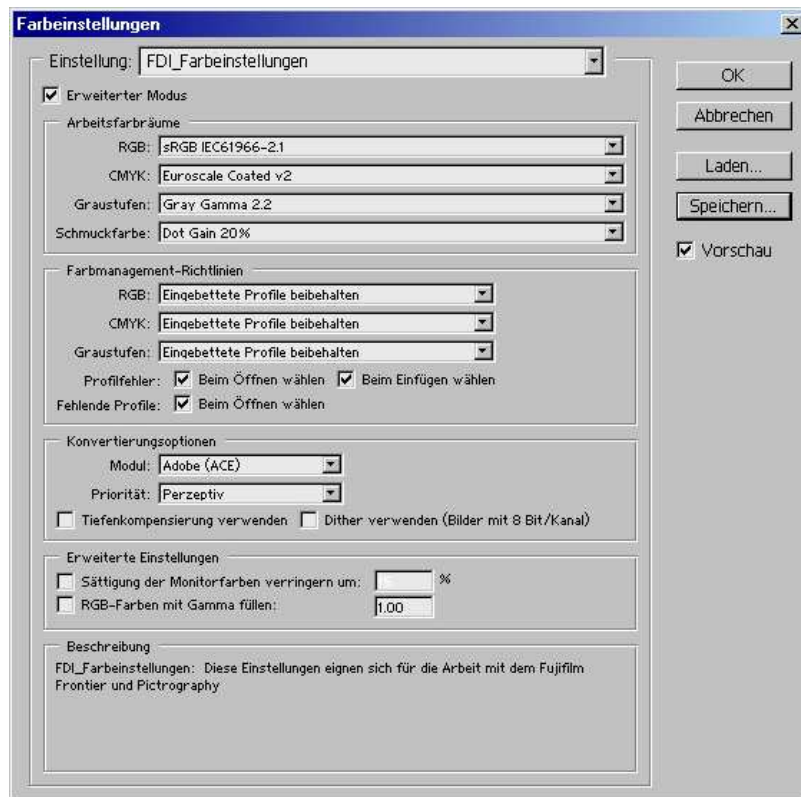 Farbeinstellungen
Einstellung: FDI_Farbeinstellungen
OK
Erweiterter Modus
Abbrechen
Arbeitsfarbräume
RGB: sRGB IEC61966-2.1
Laden...
CMYK: Euroscale Coated v2
Graustufen: Gray Gamma 2.2
Speichern...
Schmuckfarbe: Dot Gain 20%
Vorschau
Farbmanagement-Richtlinien
RGB: Eingebettete Profile beibehalten
CMYK: Eingebettete Profile beibehalten
Graustufen: Eingebettete Profile beibehalten
Profilfehler: Beim Öffnen wählen Beim Einfügen wählen
Fehlende Profile: Beim Öffnen wählen
Konvertierungsoptionen
Modul: Adobe (ACE)
Priorität: Perzeptiv
Tiefenkompensierung verwenden Dither verwenden (Bilder mit 8 Bit/Kanal)
Erweiterte Einstellungen
Sättigung der Monitorfarben verringern um: %
RGB-Farben mit Gamma füllen: 1.00
Beschreibung
FDI_Farbeinstellungen: Diese Einstellungen eignen sich für die Arbeit mit dem Fujifilm
Frontier und Pictrography